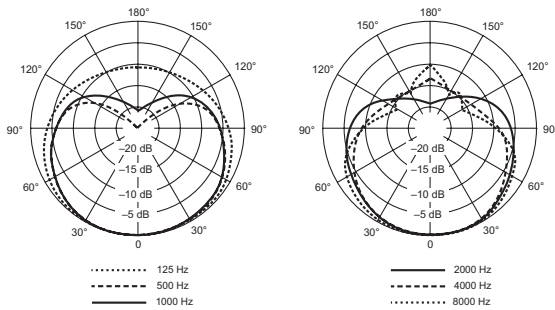 180°
150° 150°
120° 120°
90° 90°
60° 60°
30° 30°
0
–20 dB
–15 dB
–10 dB
–5 dB
125 Hz
500 Hz
1000 Hz
180°
150° 150°
120° 120°
90° 90°
60° 60°
30° 30°
0
–20 dB
–15 dB
–10 dB
–5 dB
2000 Hz
4000 Hz
8000 Hz